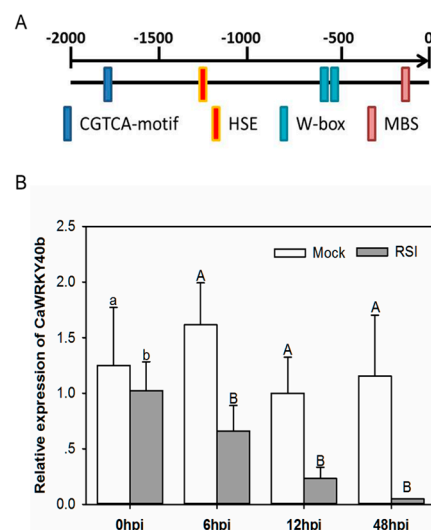 A
-2000 -1500 -1000 -500 0
CGTCA-motif HSE W-box MBS
B
Relative expression of CaWRKY40b
2.5
2.0
1.5
1.0
.5
0.0
Mock RSI
a b A B A B A B
0hpi 6hpi 12hpi 48hpi